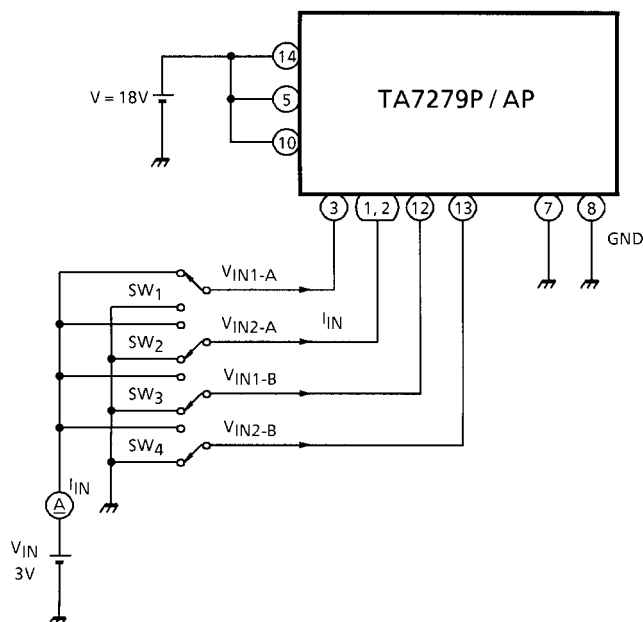 14
V = 18V
5
TA7279P / AP
10
3
1, 2
12
13
7
8
GND
VIN1-A
SW1
VIN2-A
IIN
SW2
VIN1-B
SW3
VIN2-B
SW4
IIN
A
VIN
3V